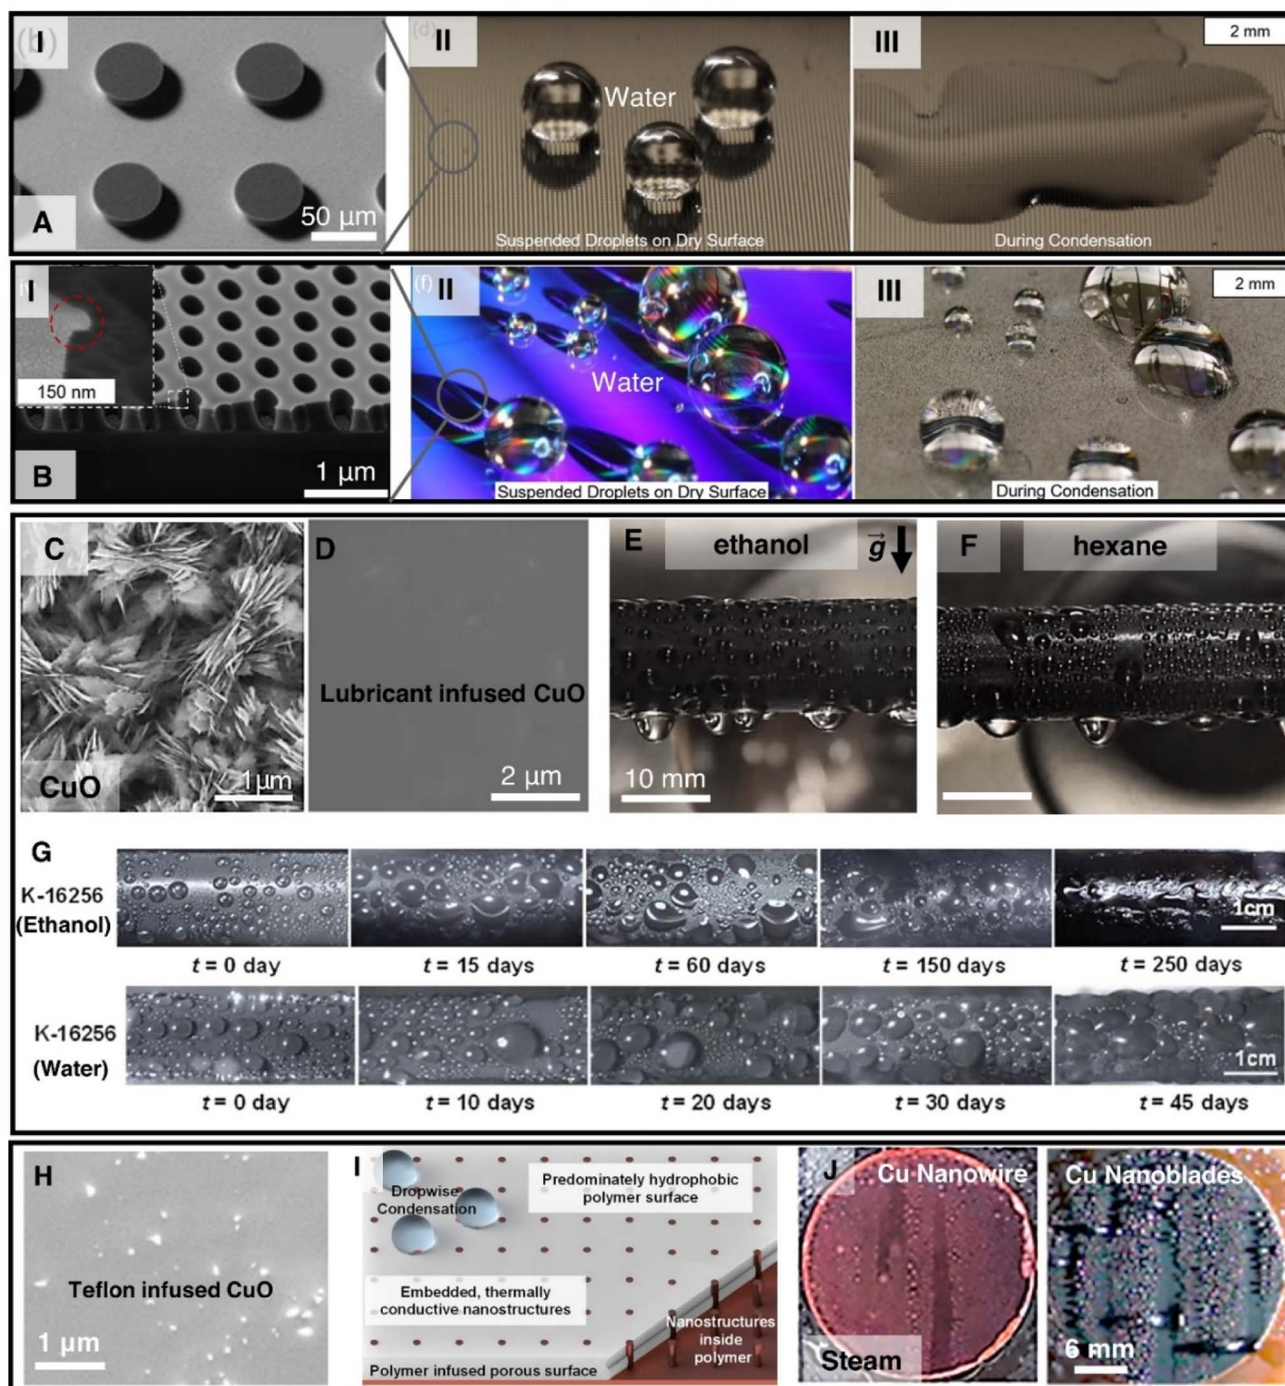 (b)
I
A
50 μm
(d)
II
Water
Suspended Droplets on Dry Surface
III
2 mm
During Condensation
I
150 nm
B
1 μm
(f)
II
Water
Suspended Droplets on Dry Surface
III
2 mm
During Condensation
C
CuO
1μm
D
Lubricant infused CuO
2 μm
E
ethanol
g
10 mm
F
hexane
G
K-16256
(Ethanol)
1cm
t = 0 day
t = 15 days
t = 60 days
t = 150 days
t = 250 days
K-16256
(Water)
1cm
t = 0 day
t = 10 days
t = 20 days
t = 30 days
t = 45 days
H
Teflon infused CuO
1 μm
I
Dropwise
Condensation
Predominately hydrophobic
polymer surface
Embedded, thermally
conductive nanostructures
Nanostructures
inside
polymer
Polymer infused porous surface
J
Cu Nanowire
Steam
Cu Nanoblades
6 mm